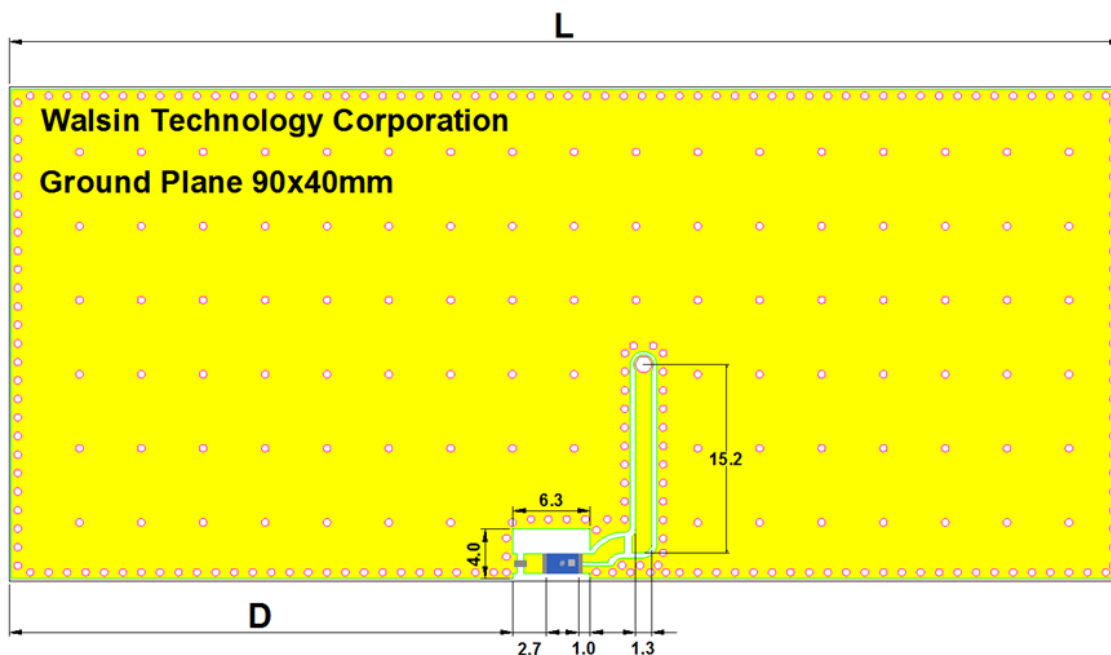 L
Walsin Technology Corporation
Ground Plane 90x40mm
15.2
6.3
4.0
D
2.7
1.0
1.3